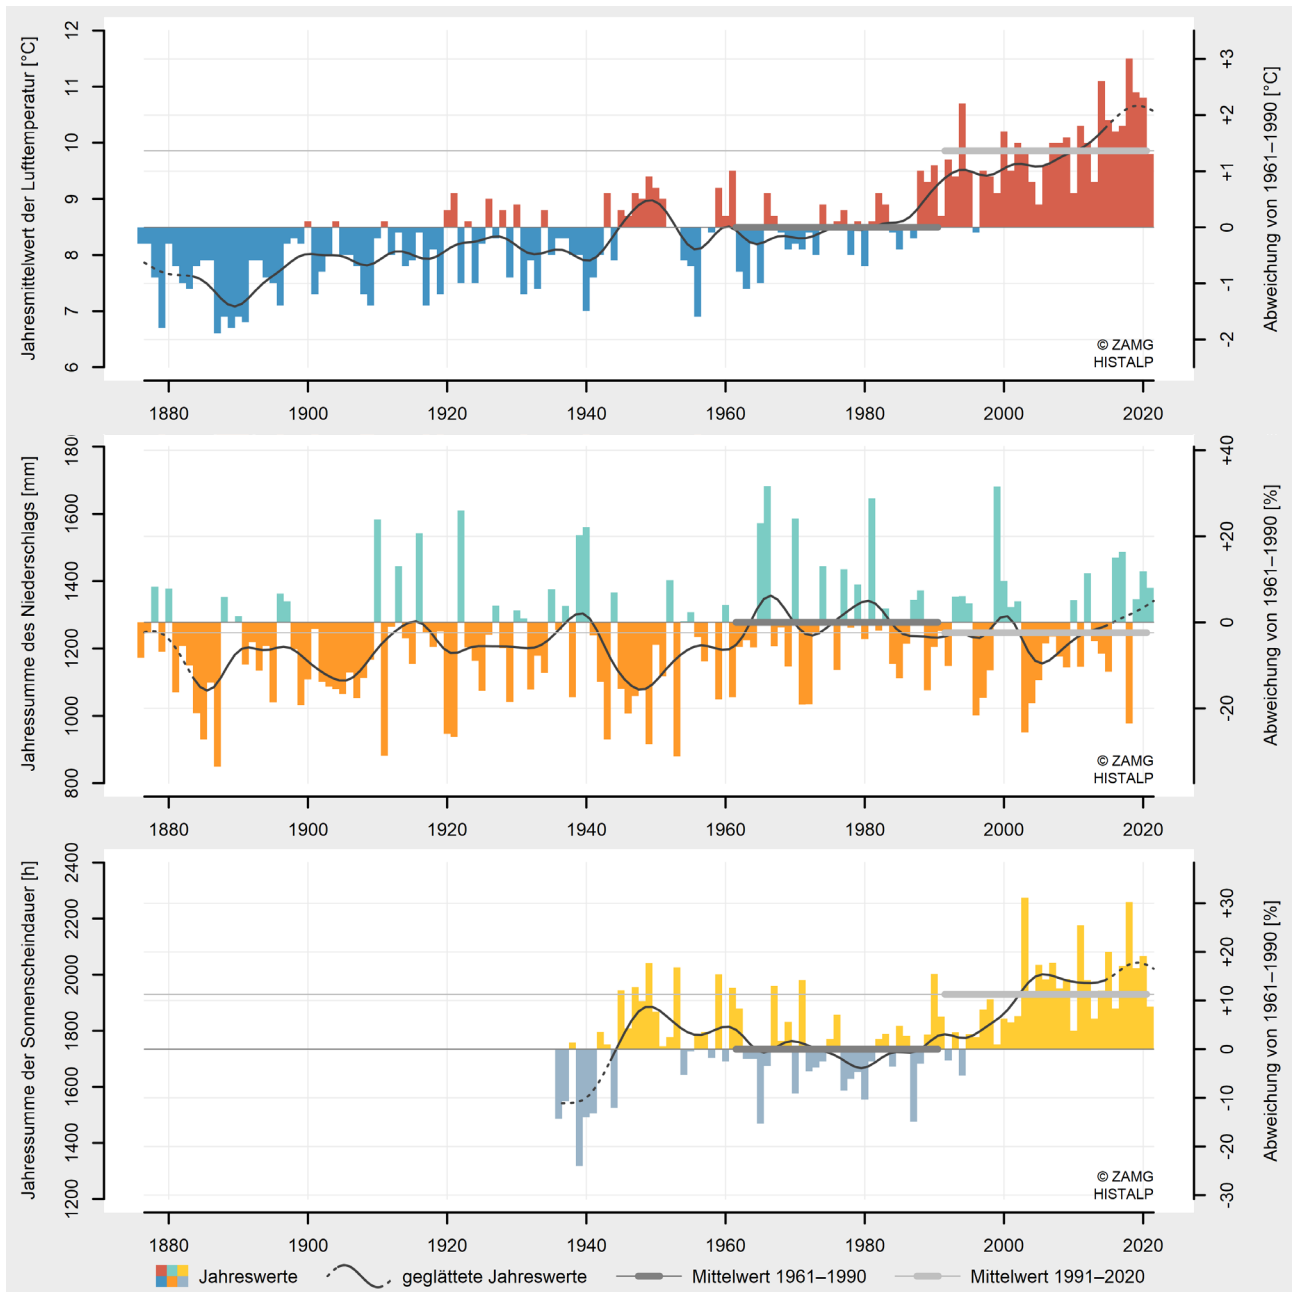 Jahresmittelwert der Lufttemperatur [°C]
12
11
10
9
8
7
6
+3
+2
+1
0
-1
-2
Abweichung von 1961–1990 [°C]
© ZAMG
HISTALP
1880 1900 1920 1940 1960 1980 2000 2020
Jahressumme des Niederschlags [mm]
1800
1600
1400
1200
1000
800
+40
+20
0
-20
Abweichung von 1961–1990 [%]
© ZAMG
HISTALP
1880 1900 1920 1940 1960 1980 2000 2020
Jahressumme der Sonnenscheindauer [h]
2400
2200
2000
1800
1600
1400
1200
+30
+20
+10
0
-10
-20
-30
Abweichung von 1961–1990 [%]
© ZAMG
HISTALP
1880 1900 1920 1940 1960 1980 2000 2020
Jahreswerte geglättete Jahreswerte Mittelwert 1961–1990 Mittelwert 1991–2020